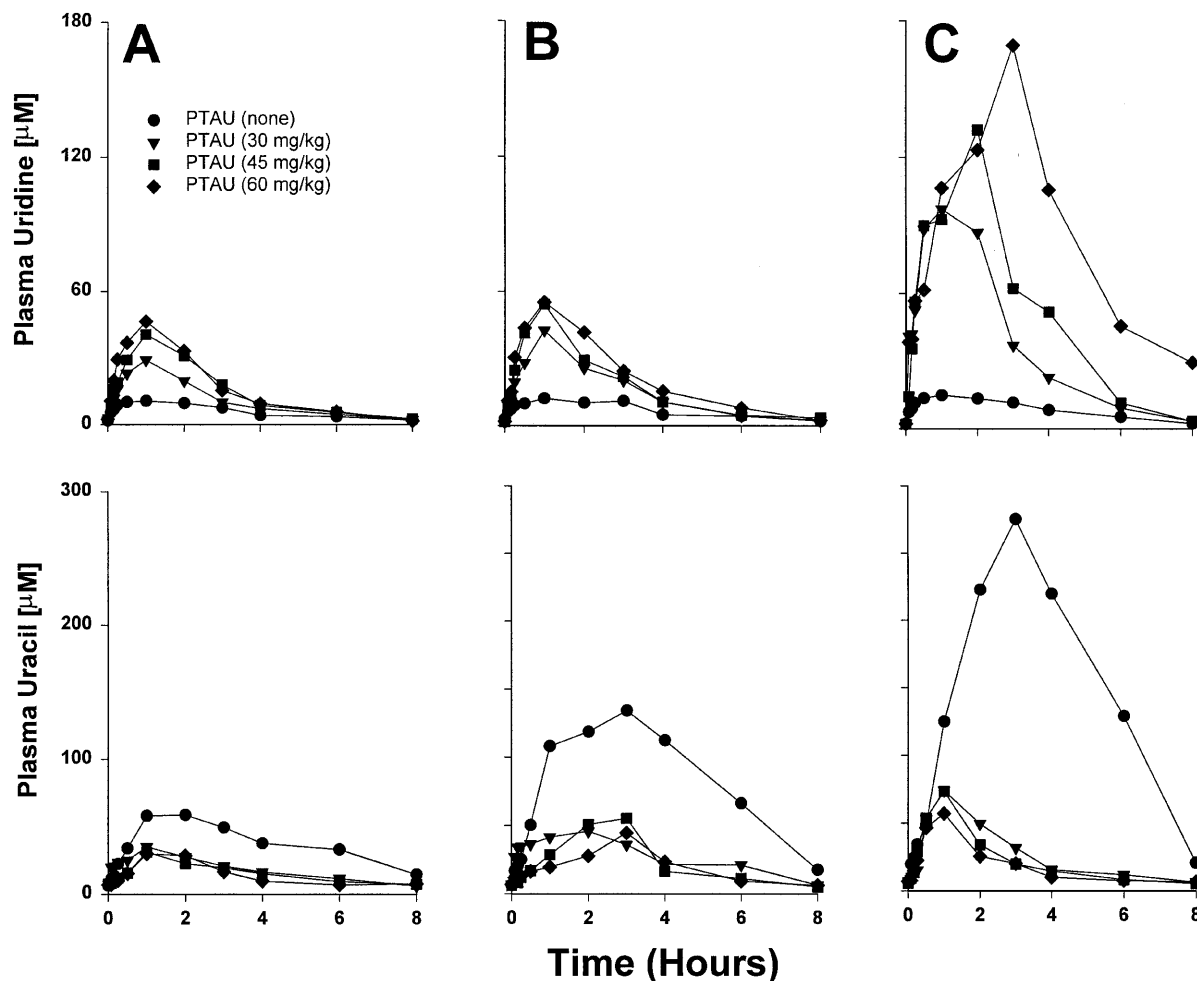 180
A
B
C
PTAU (none)
PTAU (30 mg/kg)
PTAU (45 mg/kg)
PTAU (60 mg/kg)
120
60
0
Plasma Uridine [μM]
300
200
100
0
Plasma Uracil [μM]
0 2 4 6 8
0 2 4 6 8
0 2 4 6 8
Time (Hours)